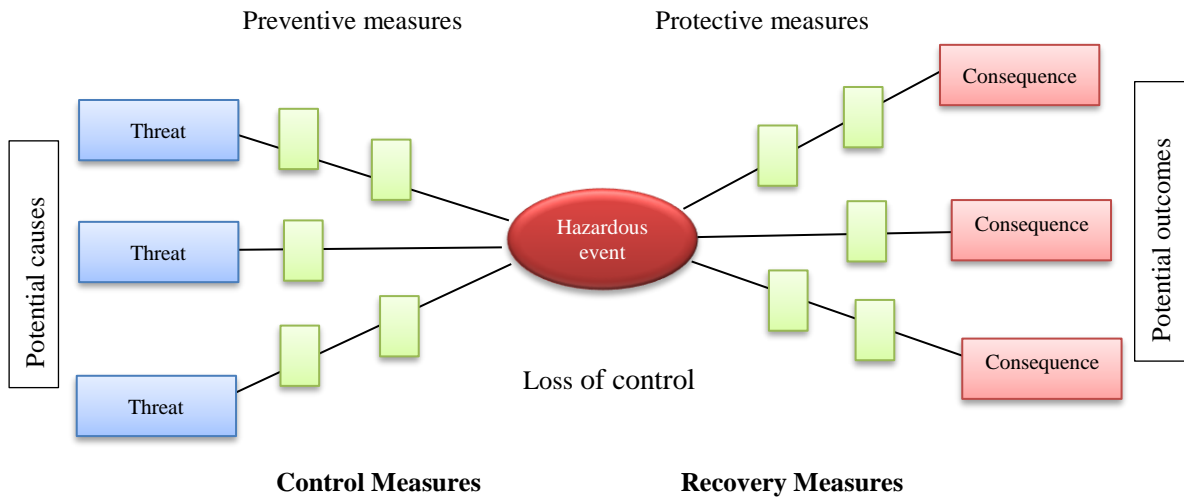 Preventive measures
Protective measures
Potential causes
Threat
Threat
Threat
Hazardous
event
Loss of control
Consequence
Consequence
Consequence
Potential outcomes
Control Measures
Recovery Measures